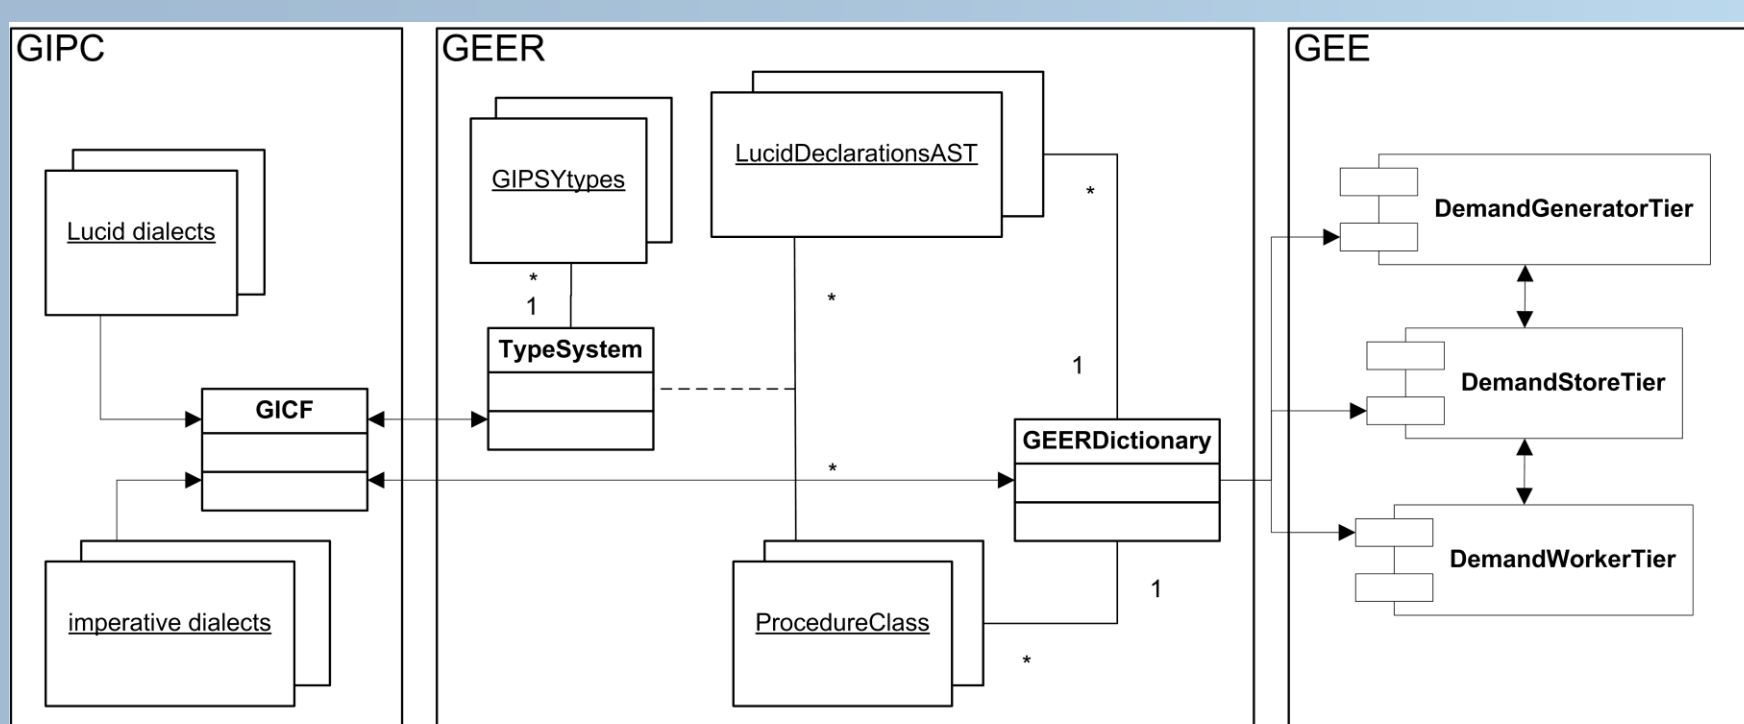 GIPC
Lucid dialects
GICF
imperative dialects
GEER
GIPSYtypes
*
1
TypeSystem
LucidDeclarationsAST
*
*
1
GEERDictionary
*
1
ProcedureClass
*
GEE
DemandGeneratorTier
DemandStoreTier
DemandWorkerTier